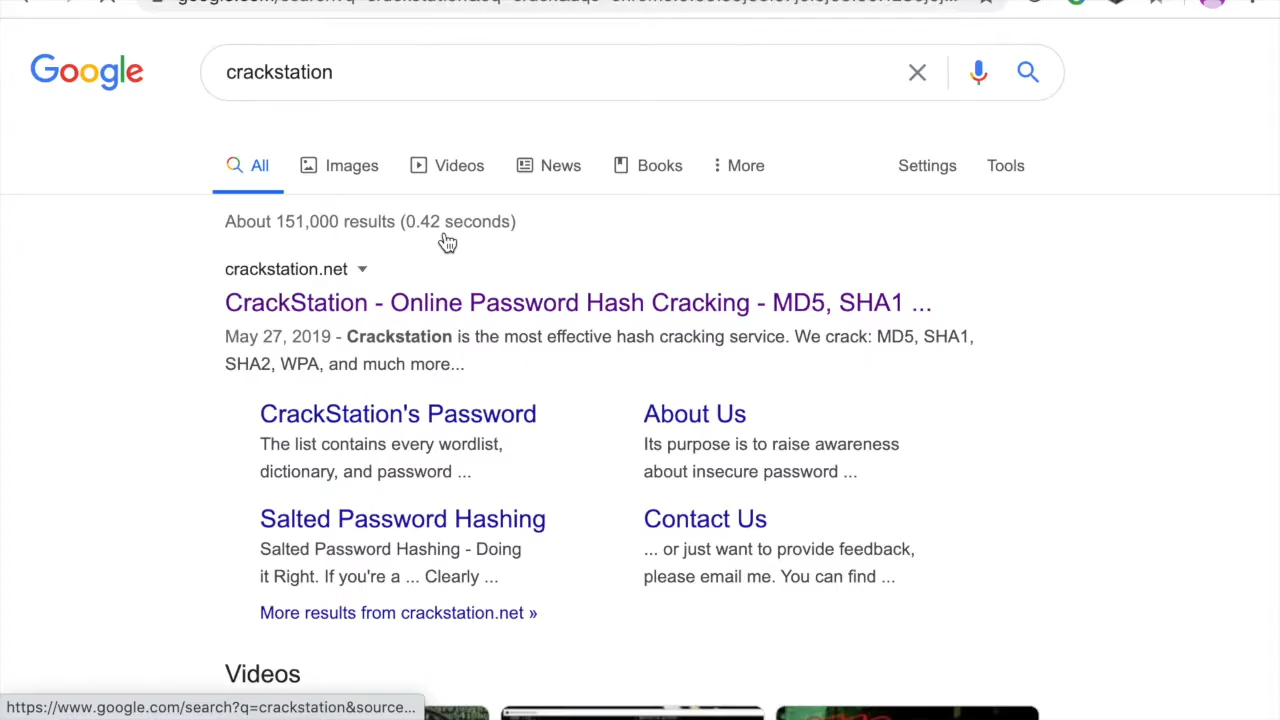 Google
crackstation
All Images Videos News Books More Settings Tools
About 151,000 results (0.42 seconds)
crackstation.net
CrackStation - Online Password Hash Cracking - MD5, SHA1 ...
May 27, 2019 - Crackstation is the most effective hash cracking service. We crack: MD5, SHA1,
SHA2, WPA, and much more...
CrackStation's Password
The list contains every wordlist,
dictionary, and password ...
About Us
Its purpose is to raise awareness
about insecure password ...
Salted Password Hashing
Salted Password Hashing - Doing
it Right. If you're a ... Clearly ...
Contact Us
... or just want to provide feedback,
please email me. You can find ...
More results from crackstation.net »
Videos
https://www.google.com/search?q=crackstation&source...